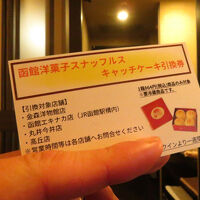 函館洋菓子スナッフルス
キャッチケーキ引換券
【引換対象店舗】
・金森洋物館店
・函館エキナカ店(JR函館駅構内)
・丸井今井店
・高丘店
※営業時間等は各店舗へお問合せください